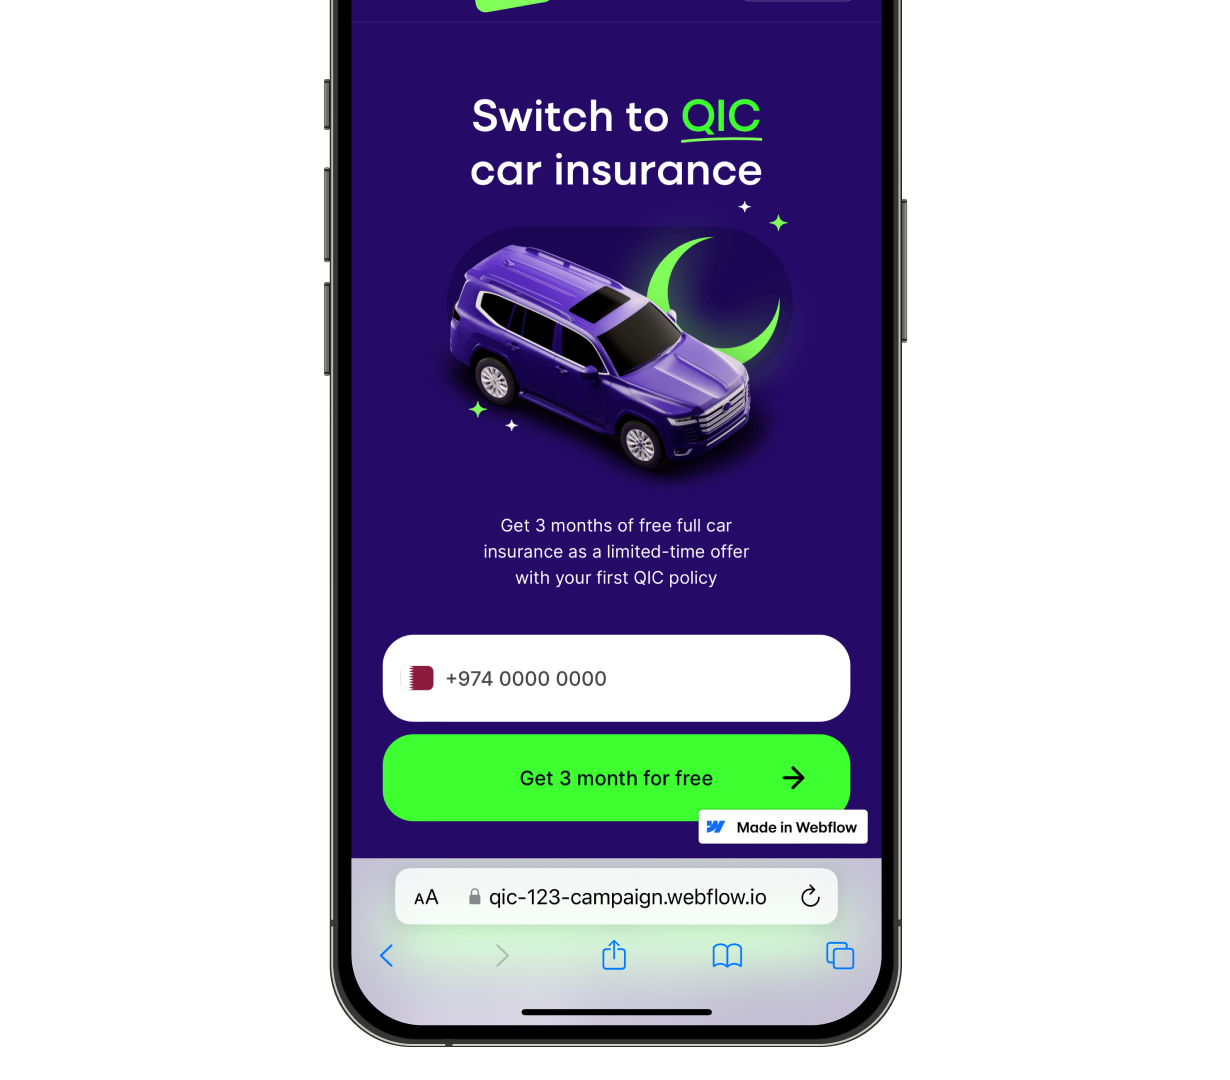 Switch to QIC
car insurance
Get 3 months of free full car
insurance as a limited-time offer
with your first QIC policy
+974 0000 0000
Get 3 month for free
Made in Webflow
AA qic-123-campaign.webflow.io